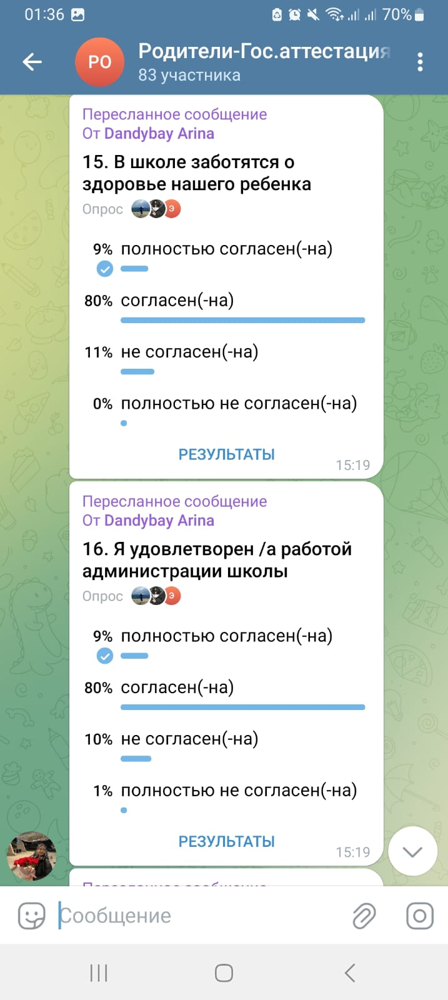 01:36
70%
РО
Родители-Гос.аттестация
83 участника
Пересланное сообщение
От Dandybay Arina
15. В школе заботятся о
здоровье нашего ребенка
Опрос
Э
9% полностью согласен(-на)
80% согласен(-на)
11% не согласен(-на)
0% полностью не согласен(-на)
РЕЗУЛЬТАТЫ
15:19
Пересланное сообщение
От Dandybay Arina
16. Я удовлетворен /а работой
администрации школы
Опрос
Э
9% полностью согласен(-на)
80% согласен(-на)
10% не согласен(-на)
1% полностью не согласен(-на)
РЕЗУЛЬТАТЫ
15:19
Пересланное сообщение
Сообщение